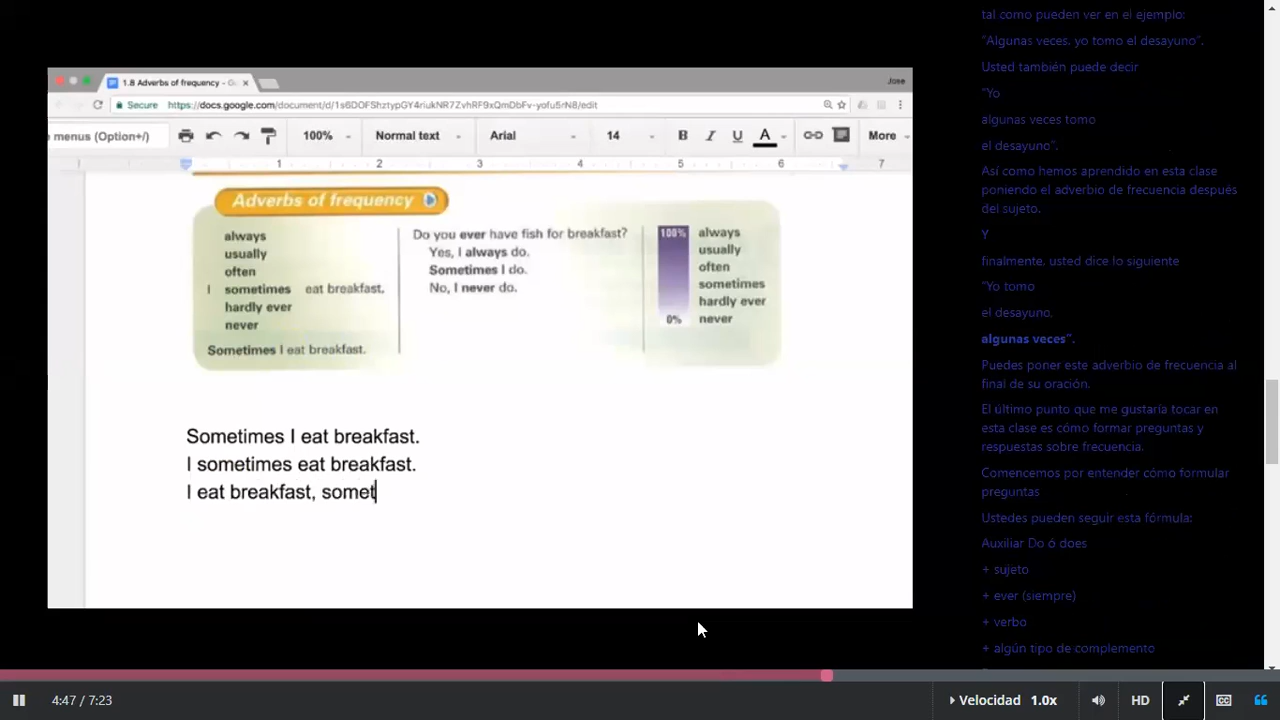 1.8 Adverbs of frequency - Go
Jose
Secure https://docs.google.com/document/d/1s6DOFShztypGY4riukNR7ZvhRF9xQmDbFv-yofu5rN8/edit
menus (Option+/) 100% Normal text Arial 14 B I U A More
1 2 3 4 5 6 7
Adverbs of frequency
always
usually
often
I sometimes eat breakfast.
hardly ever
never
Sometimes I eat breakfast.
Do you ever have fish for breakfast?
Yes, I always do.
Sometimes I do.
No, I never do.
100% always
usually
often
sometimes
hardly ever
0% never
Sometimes I eat breakfast.
I sometimes eat breakfast.
I eat breakfast, somet
tal como pueden ver en el ejemplo:
"Algunas veces, yo tomo el desayuno".
Usted también puede decir
"Yo
algunas veces tomo
el desayuno".
Así como hemos aprendido en esta clase
poniendo el adverbio de frecuencia después
del sujeto.
Y
finalmente, usted dice lo siguiente
"Yo tomo
el desayuno,
algunas veces".
Puedes poner este adverbio de frecuencia al
final de su oración.
El último punto que me gustaría tocar en
esta clase es cómo formar preguntas y
respuestas sobre frecuencia.
Comencemos por entender cómo formular
preguntas
Ustedes pueden seguir esta fórmula:
Auxiliar Do ó does
+ sujeto
+ ever (siempre)
+ verbo
+ algún tipo de complemento
4:47 / 7:23
Velocidad 1.0x
HD